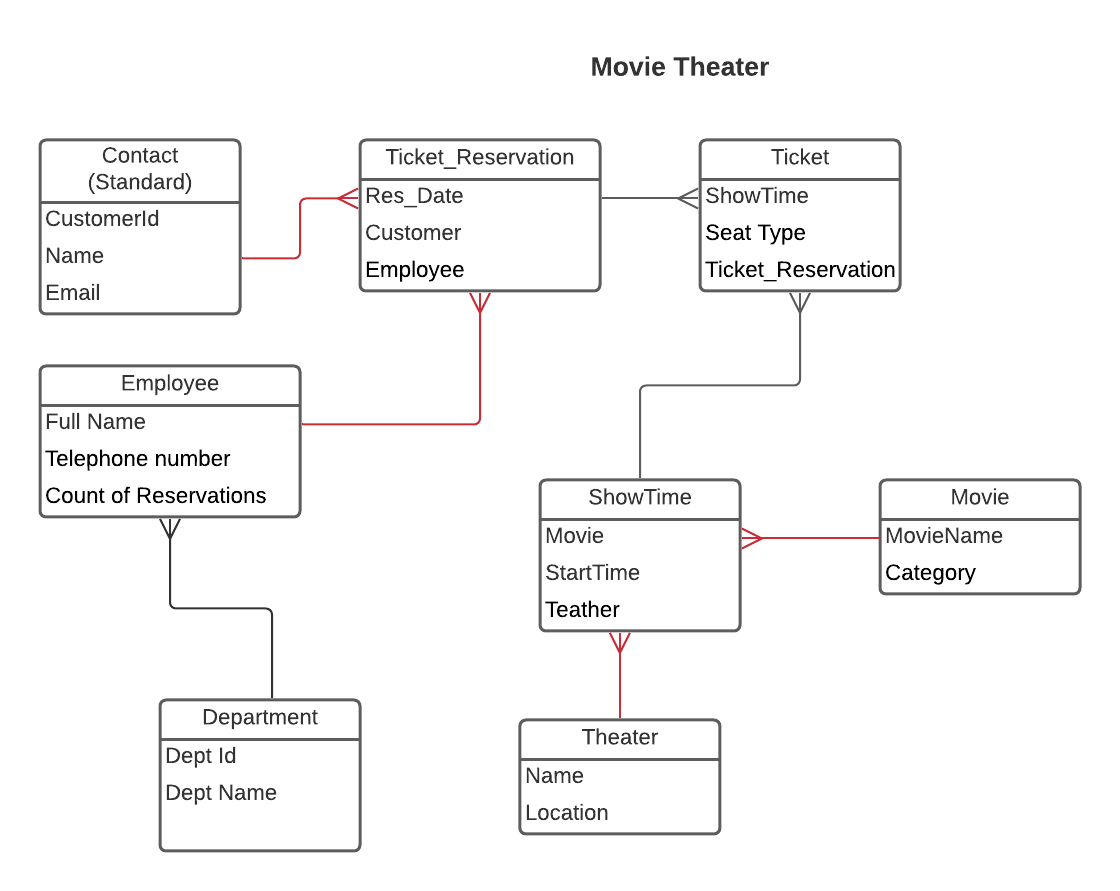 Movie Theater
Contact
(Standard)
CustomerId
Name
Email
Ticket_Reservation
Res_Date
Customer
Employee
Ticket
ShowTime
Seat Type
Ticket_Reservation
Employee
Full Name
Telephone number
Count of Reservations
ShowTime
Movie
StartTime
Teather
Movie
MovieName
Category
Department
Dept Id
Dept Name
Theater
Name
Location